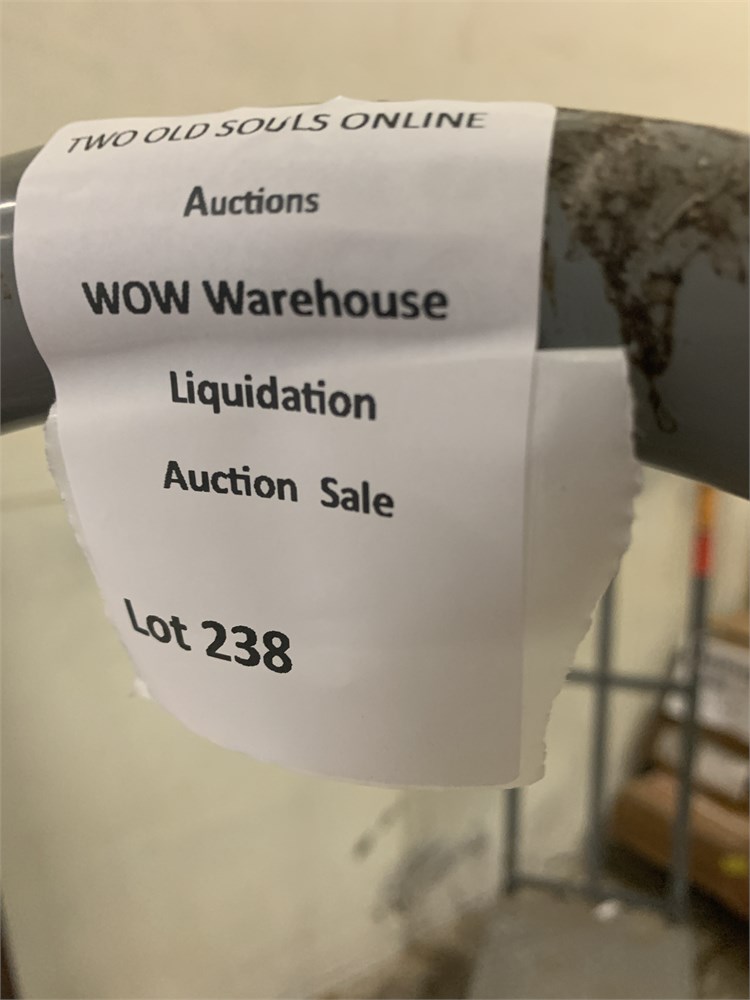 TWO OLD SOULS ONLINE
Auctions
WOW Warehouse
Liquidation
Auction Sale
Lot 238